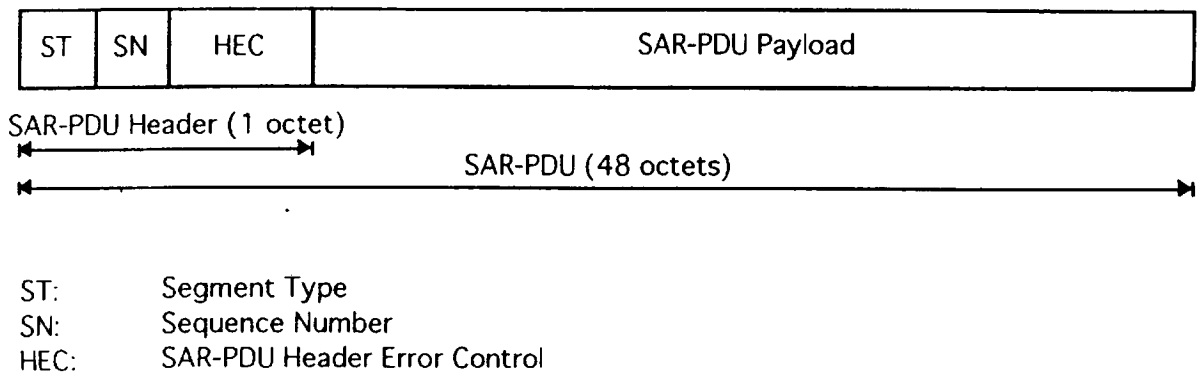 ST SN HEC SAR-PDU Payload
SAR-PDU Header (1 octet)
SAR-PDU (48 octets)
ST: Segment Type
SN: Sequence Number
HEC: SAR-PDU Header Error Control